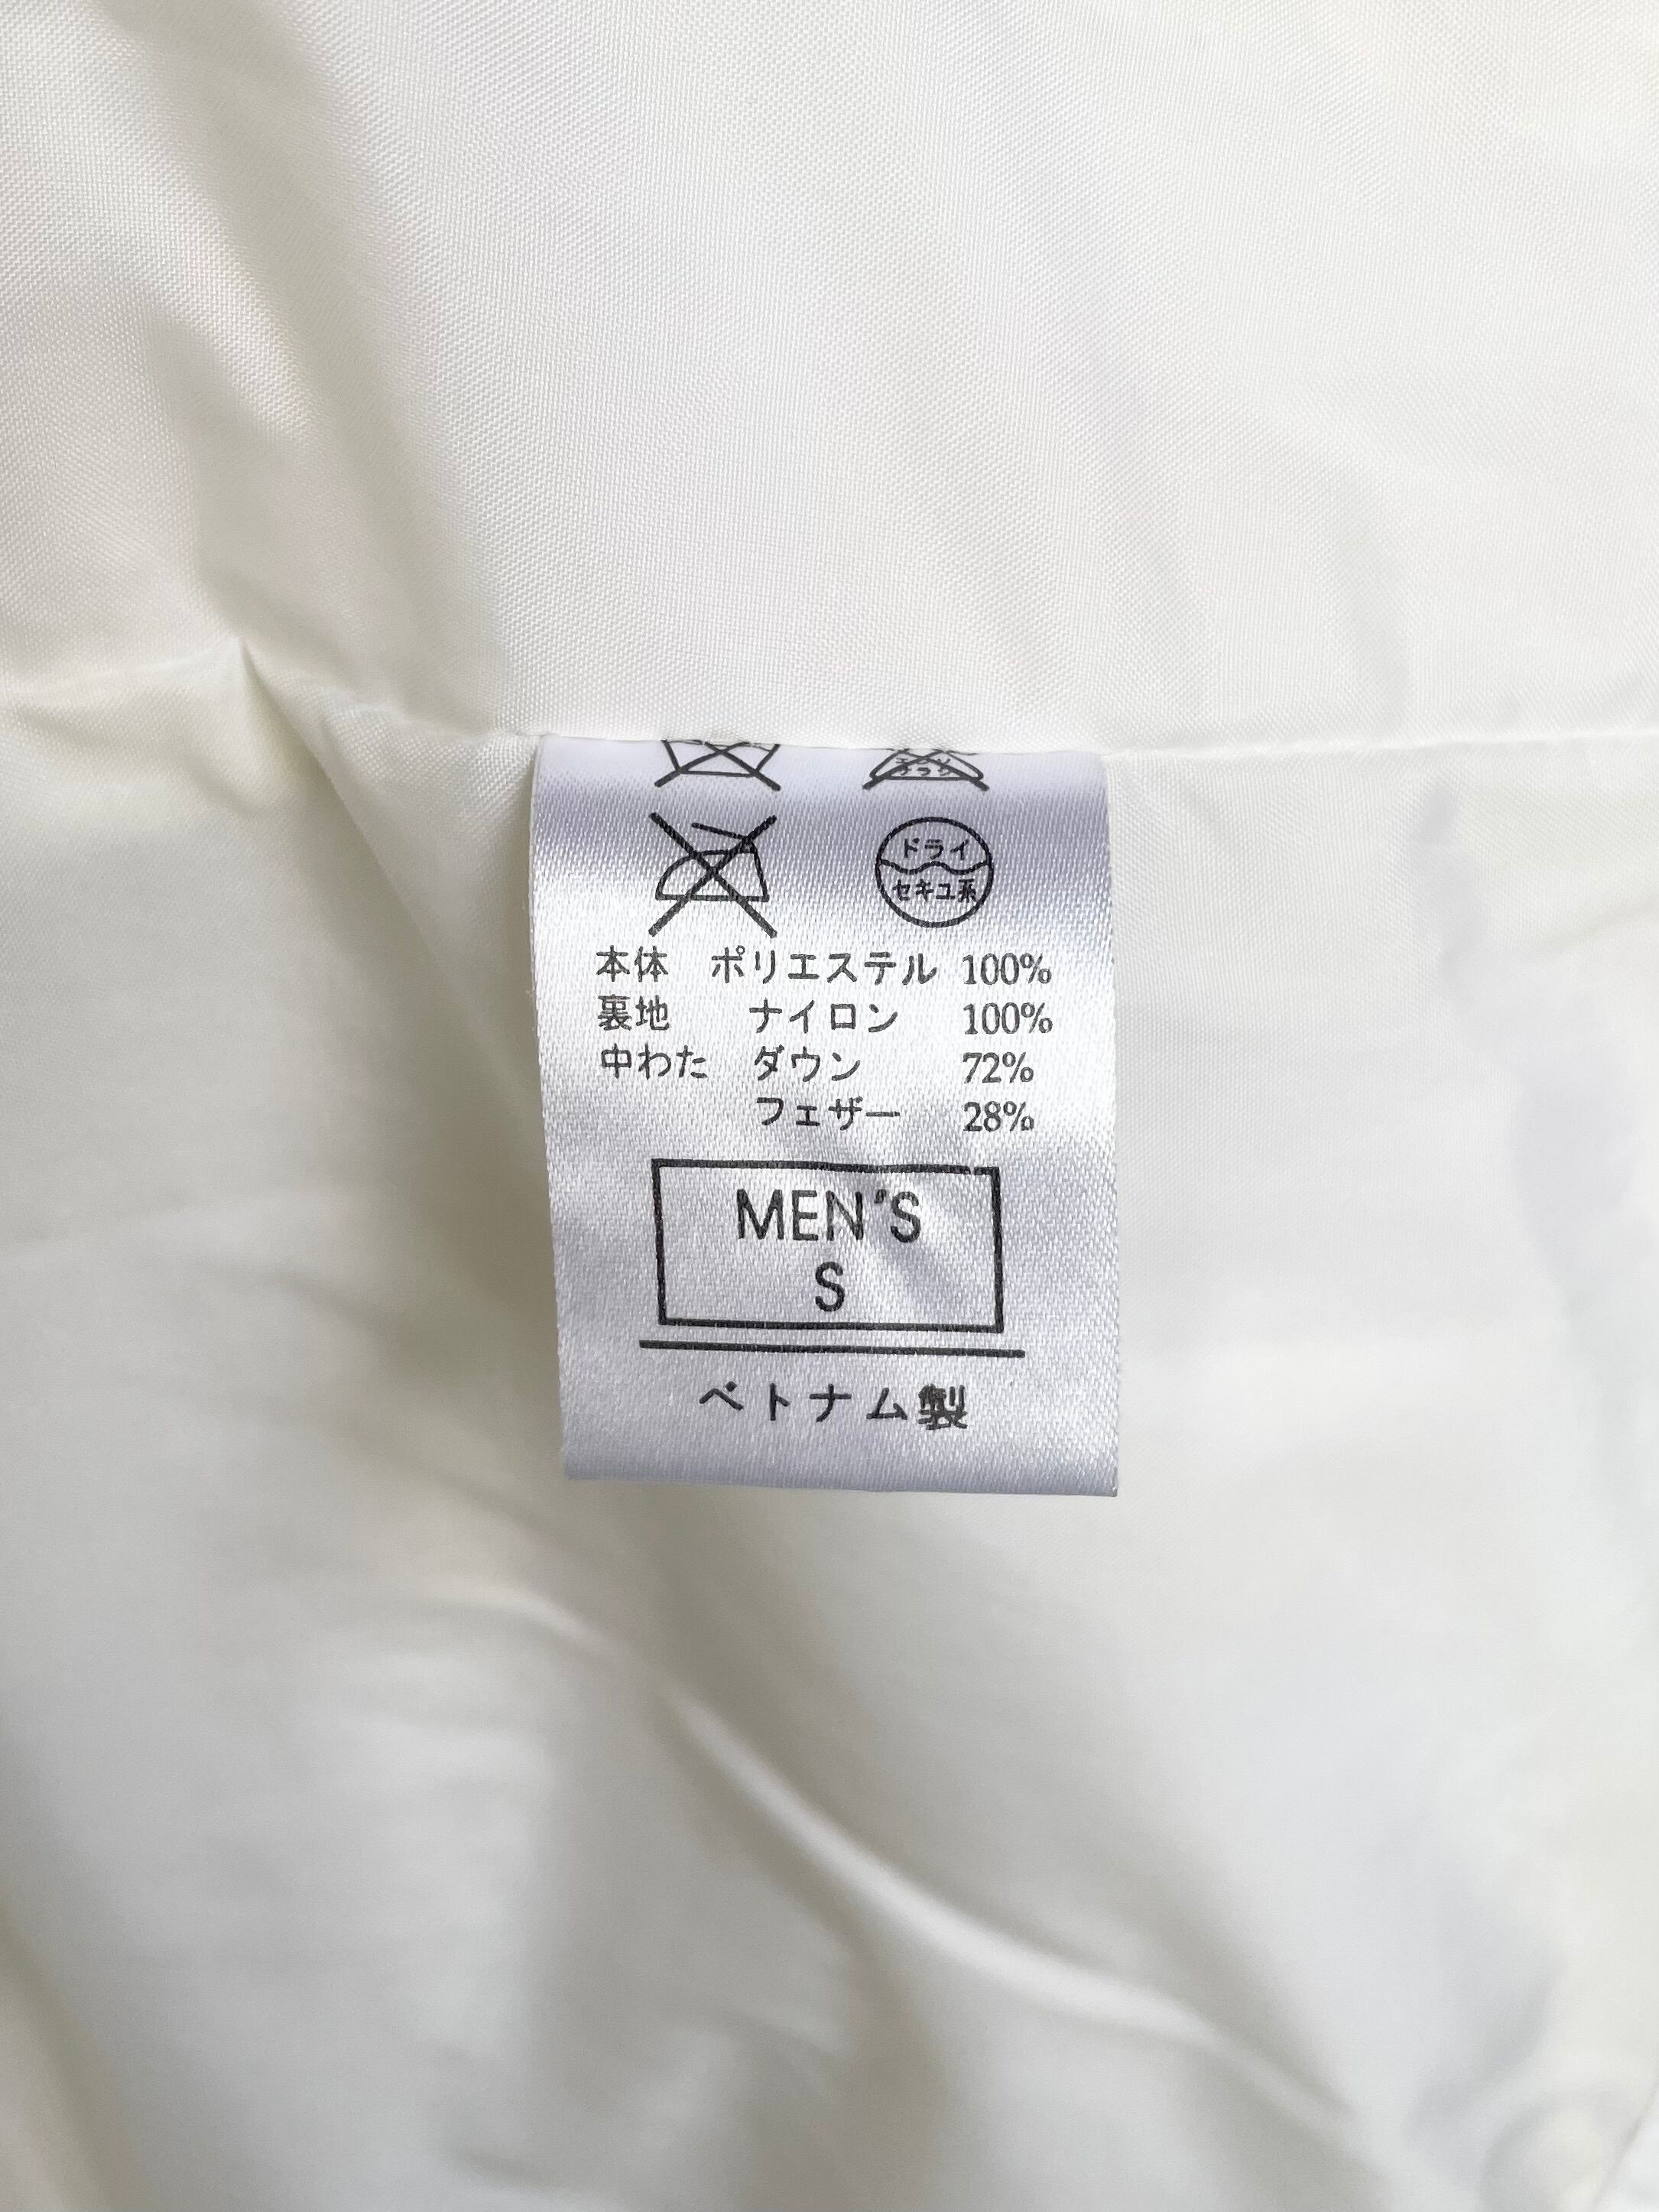 ドライ
セキユ系
本体 ポリエステル 100%
裏地 ナイロン 100%
中わた ダウン 72%
フェザー 28%
MEN'S
S
ベトナム製